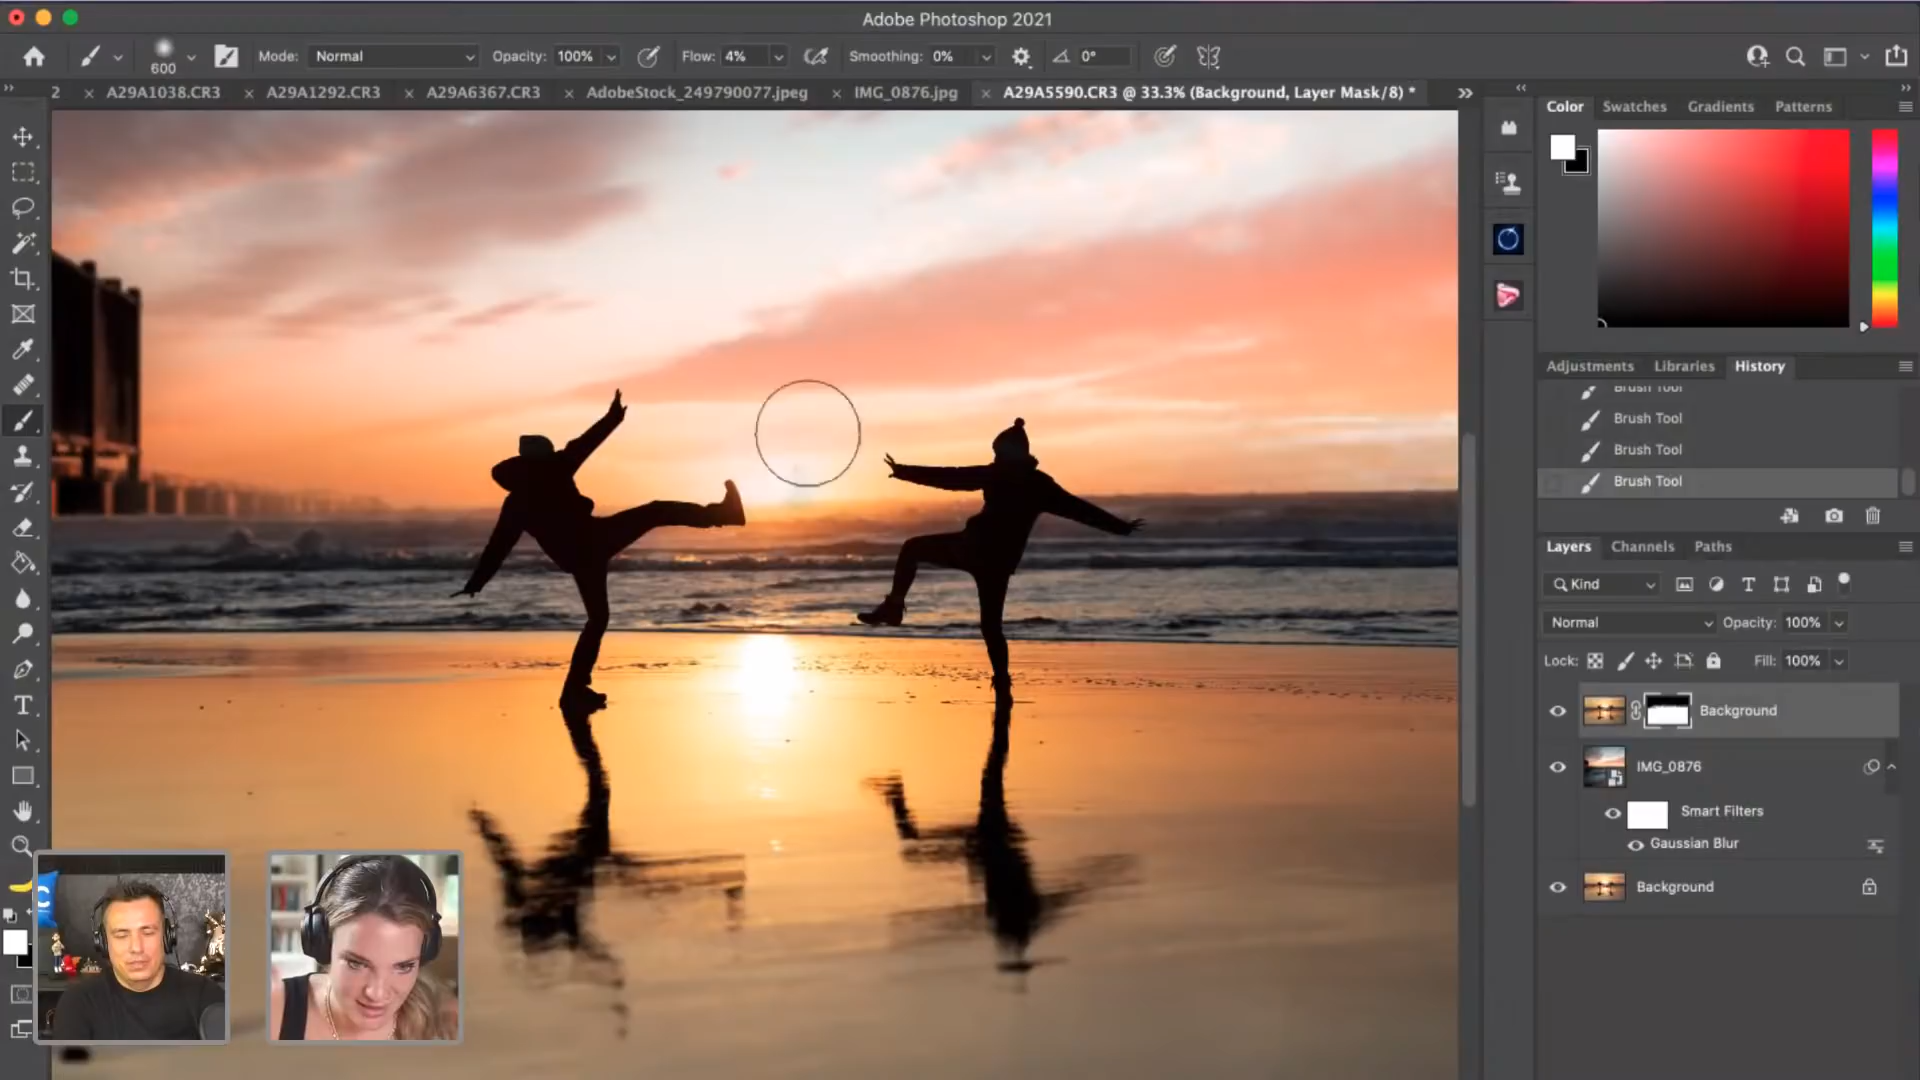 Adobe Photoshop 2021
600 Mode: Normal Opacity: 100% Flow: 4% Smoothing: 0% 0°
2 × A29A1038.CR3 × A29A1292.CR3 × A29A6367.CR3 × AdobeStock_249790077.jpeg × IMG_0876.jpg × A29A5590.CR3 @ 33.3% (Background, Layer Mask/8) *
Color Swatches Gradients Patterns
Adjustments Libraries History
Brush Tool
Brush Tool
Brush Tool
Brush Tool
Layers Channels Paths
Kind
Normal Opacity: 100%
Lock: Fill: 100%
Background
IMG_0876
Smart Filters
Gaussian Blur
Background